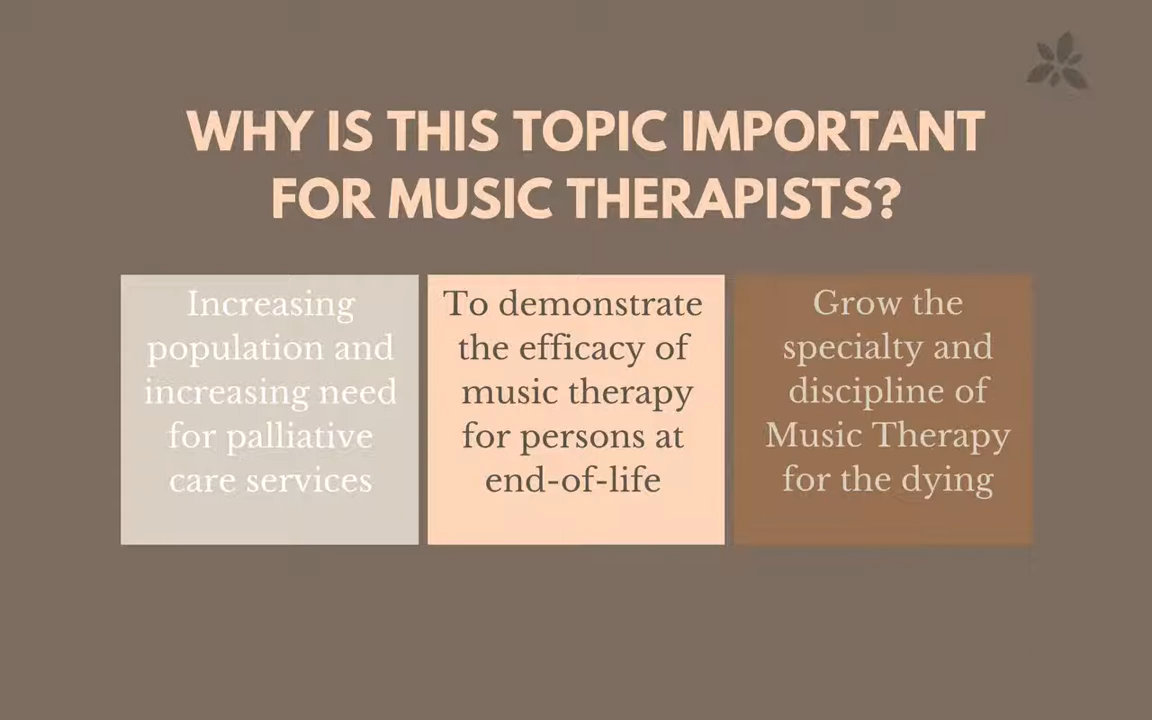 WHY IS THIS TOPIC IMPORTANT
FOR MUSIC THERAPISTS?
Increasing
population and
increasing need
for palliative
care services
To demonstrate
the efficacy of
music therapy
for persons at
end-of-life
Grow the
specialty and
discipline of
Music Therapy
for the dying